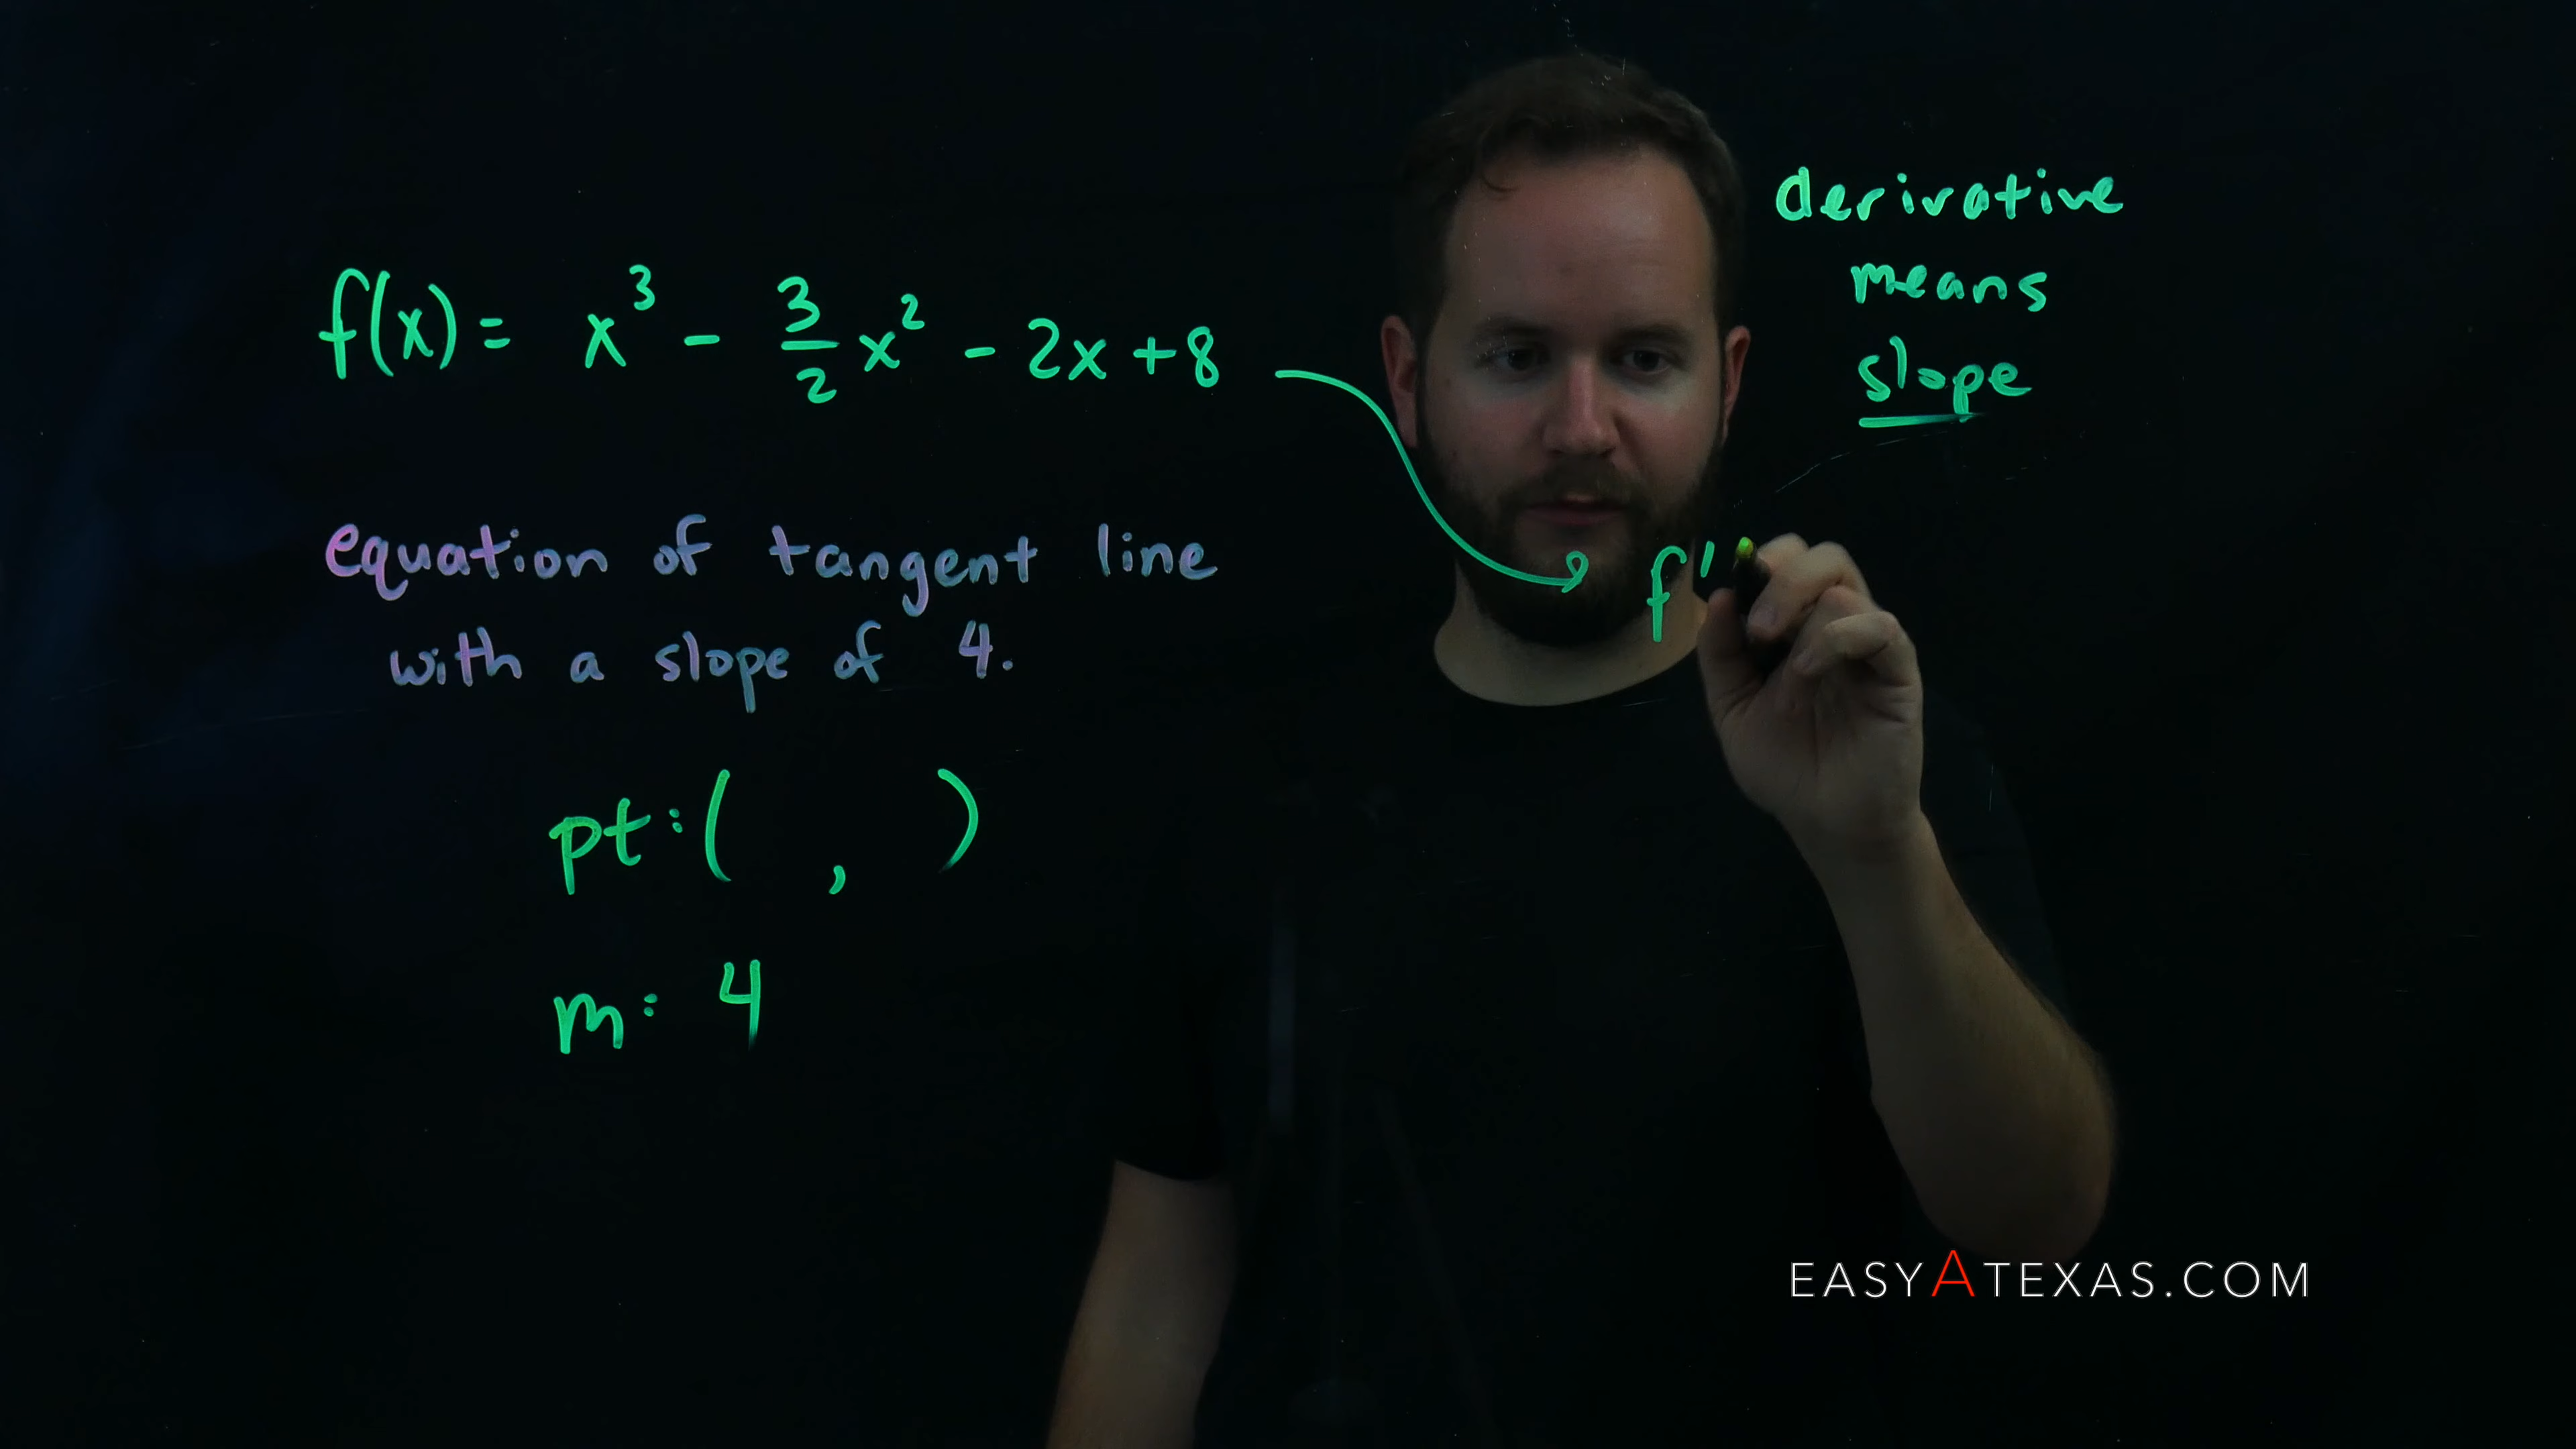 f(x) = x³ - 3/2 x² - 2x + 8
equation of tangent line
with a slope of 4.
pt: ( , )
m: 4
derivative
means
slope
f'
EASYATEXAS.COM